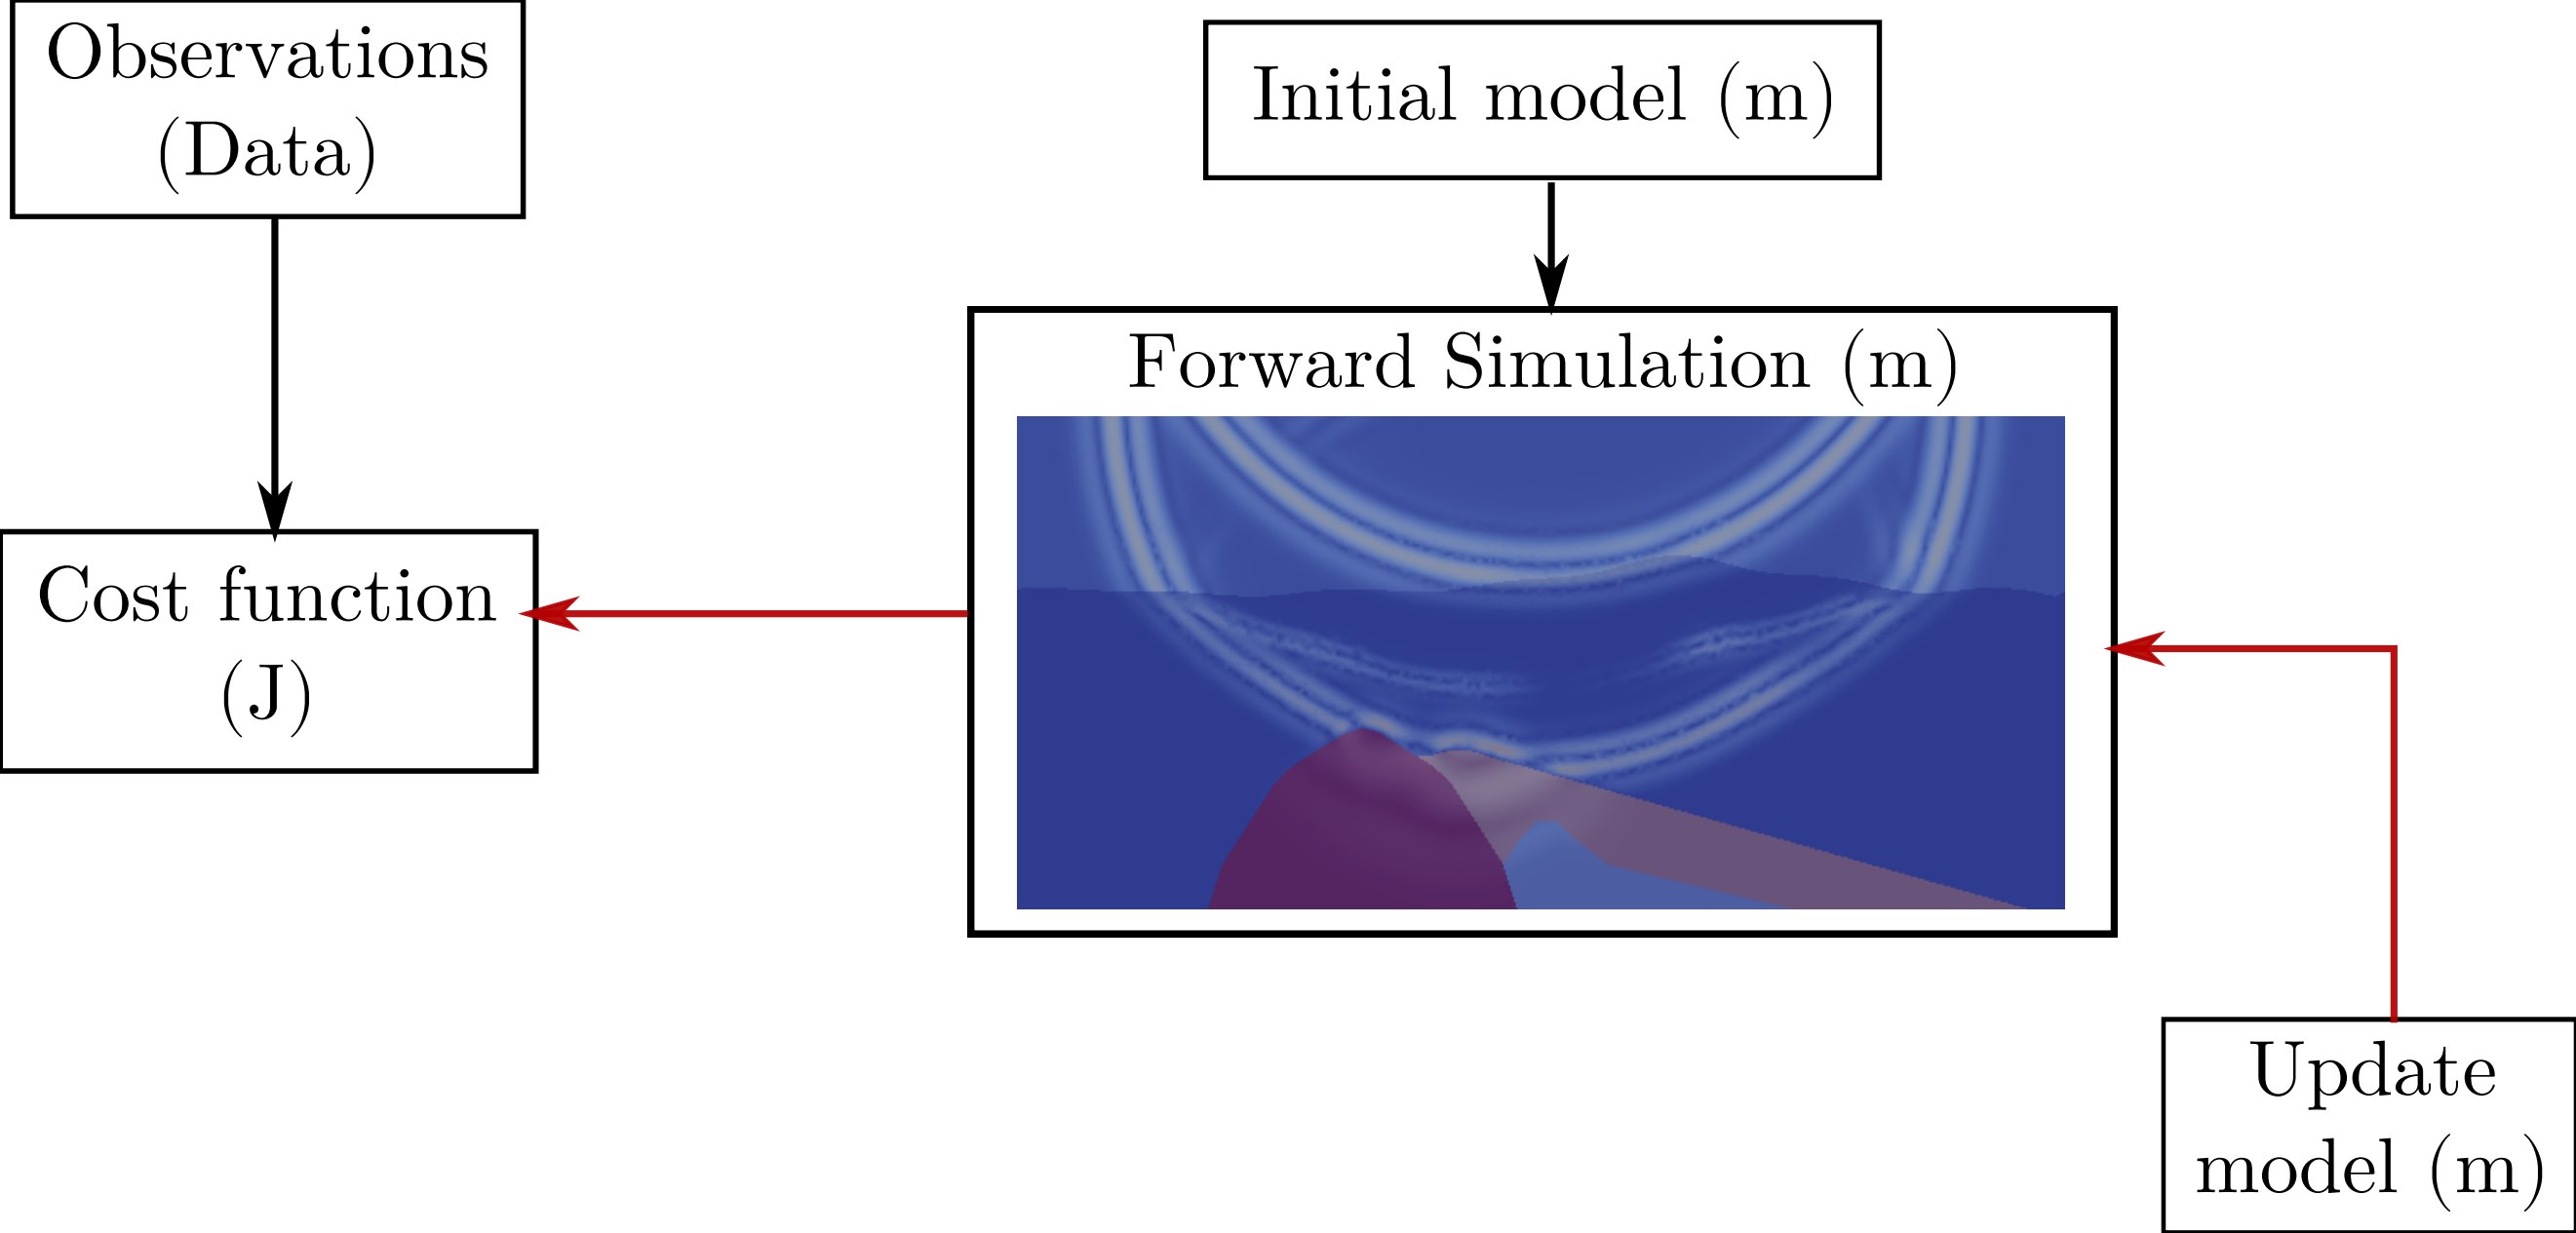 Observations
(Data)
Initial model (m)
Forward Simulation (m)
Cost function
(J)
Update
model (m)